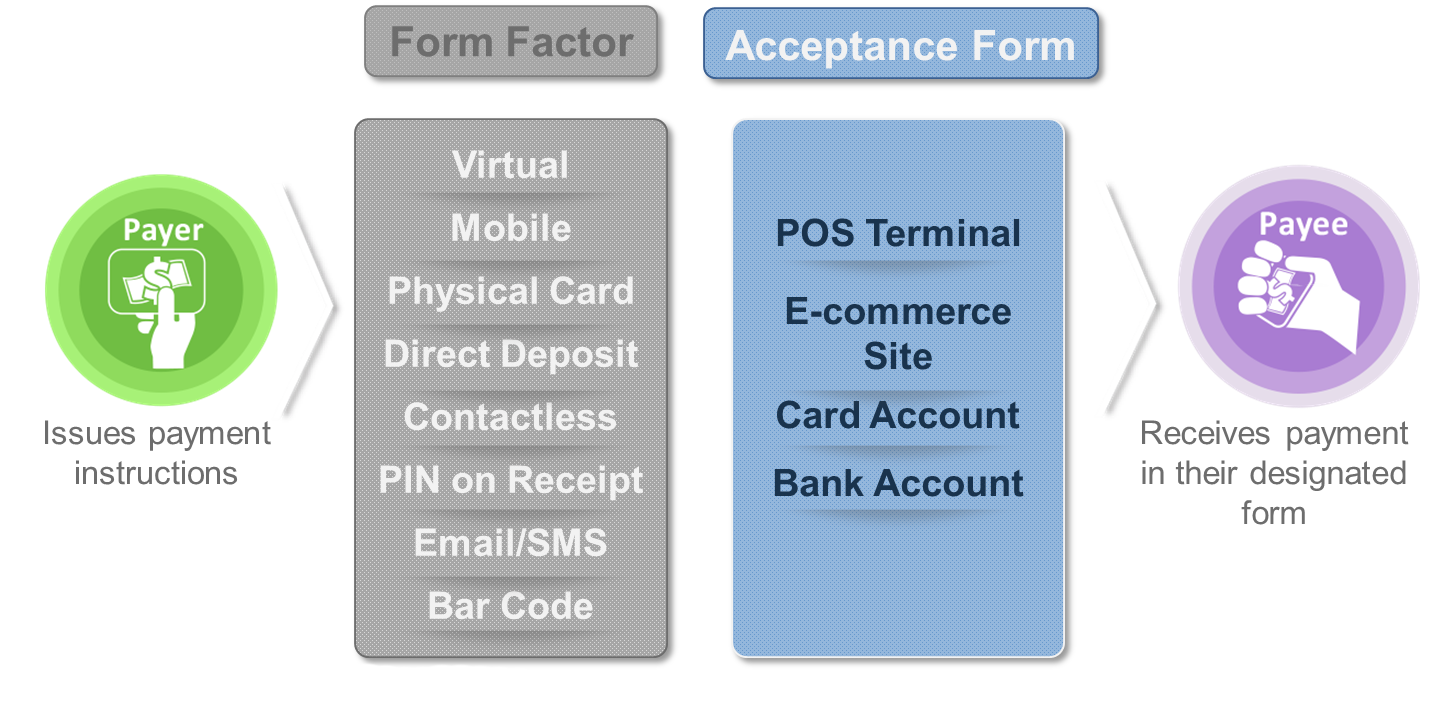 Form Factor
Acceptance Form
Payer
$
Issues payment
instructions
Virtual
Mobile
Physical Card
Direct Deposit
Contactless
PIN on Receipt
Email/SMS
Bar Code
POS Terminal
E-commerce
Site
Card Account
Bank Account
Payee
$
Receives payment
in their designated
form